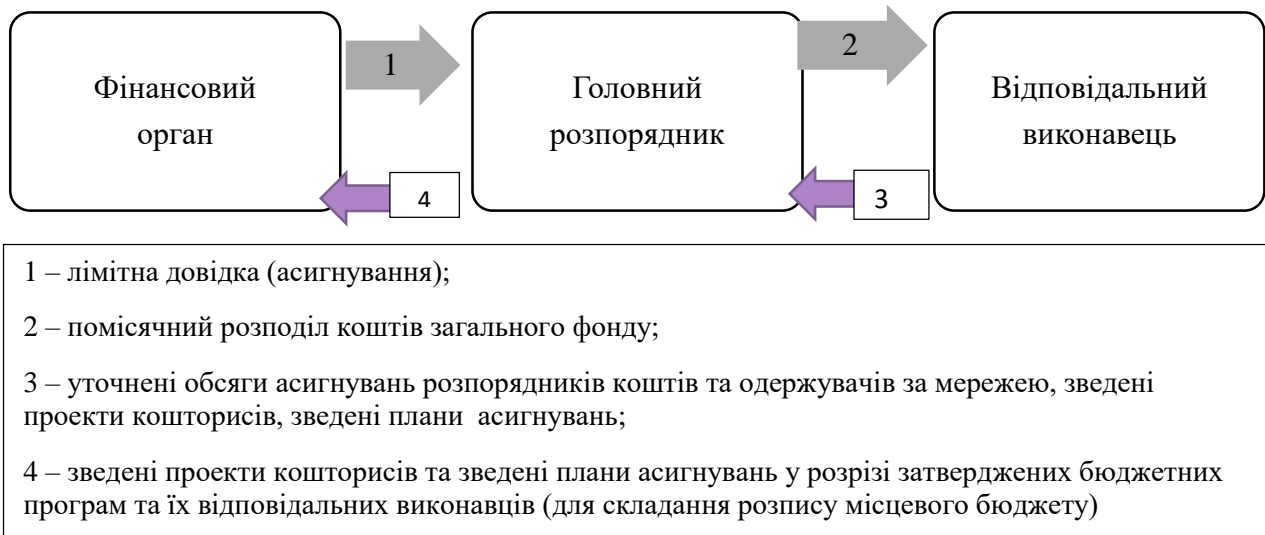 Фінансовий
орган
1
Головний
розпорядник
2
Відповідальний
виконавець
4
3
1 – лімітна довідка (асигнування);
2 – помісячний розподіл коштів загального фонду;
3 – уточнені обсяги асигнувань розпорядників коштів та одержувачів за мережею, зведені
проекти кошторисів, зведені плани асигнувань;
4 – зведені проекти кошторисів та зведені плани асигнувань у розрізі затверджених бюджетних
програм та їх відповідальних виконавців (для складання розпису місцевого бюджету)